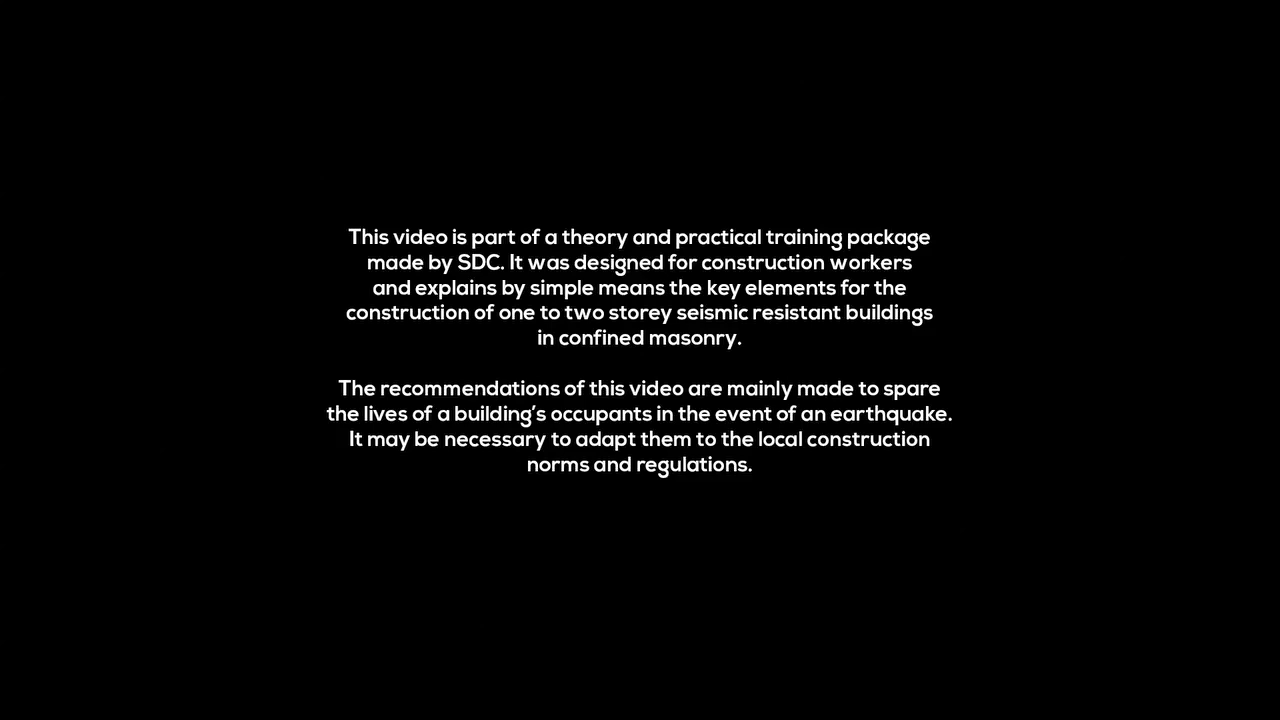 This video is part of a theory and practical training package
made by SDC. It was designed for construction workers
and explains by simple means the key elements for the
construction of one to two storey seismic resistant buildings
in confined masonry.
The recommendations of this video are mainly made to spare
the lives of a building’s occupants in the event of an earthquake.
It may be necessary to adapt them to the local construction
norms and regulations.